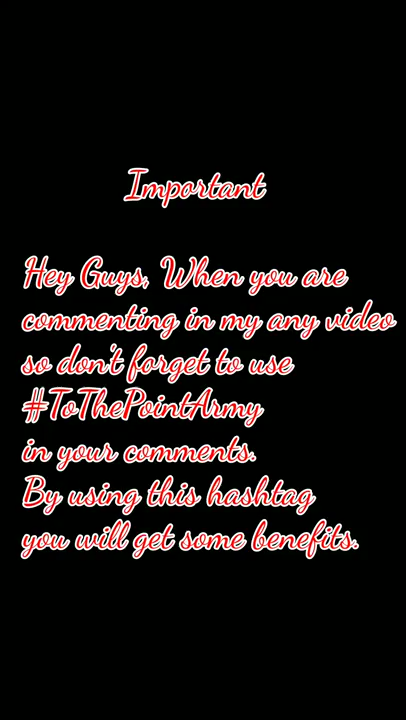 Important
Hey Guys, When you are
commenting in my any video
so don't forget to use
#ToThePointArmy
in your comments.
By using this hashtag
you will get some benefits.